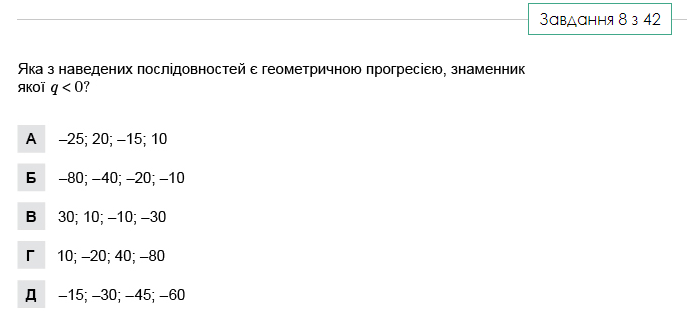 Завдання 8 з 42
Яка з наведених послідовностей є геометричною прогресією, знаменник
якої q < 0?
А –25; 20; –15; 10
Б –80; –40; –20; –10
В 30; 10; –10; –30
Г 10; –20; 40; –80
Д –15; –30; –45; –60